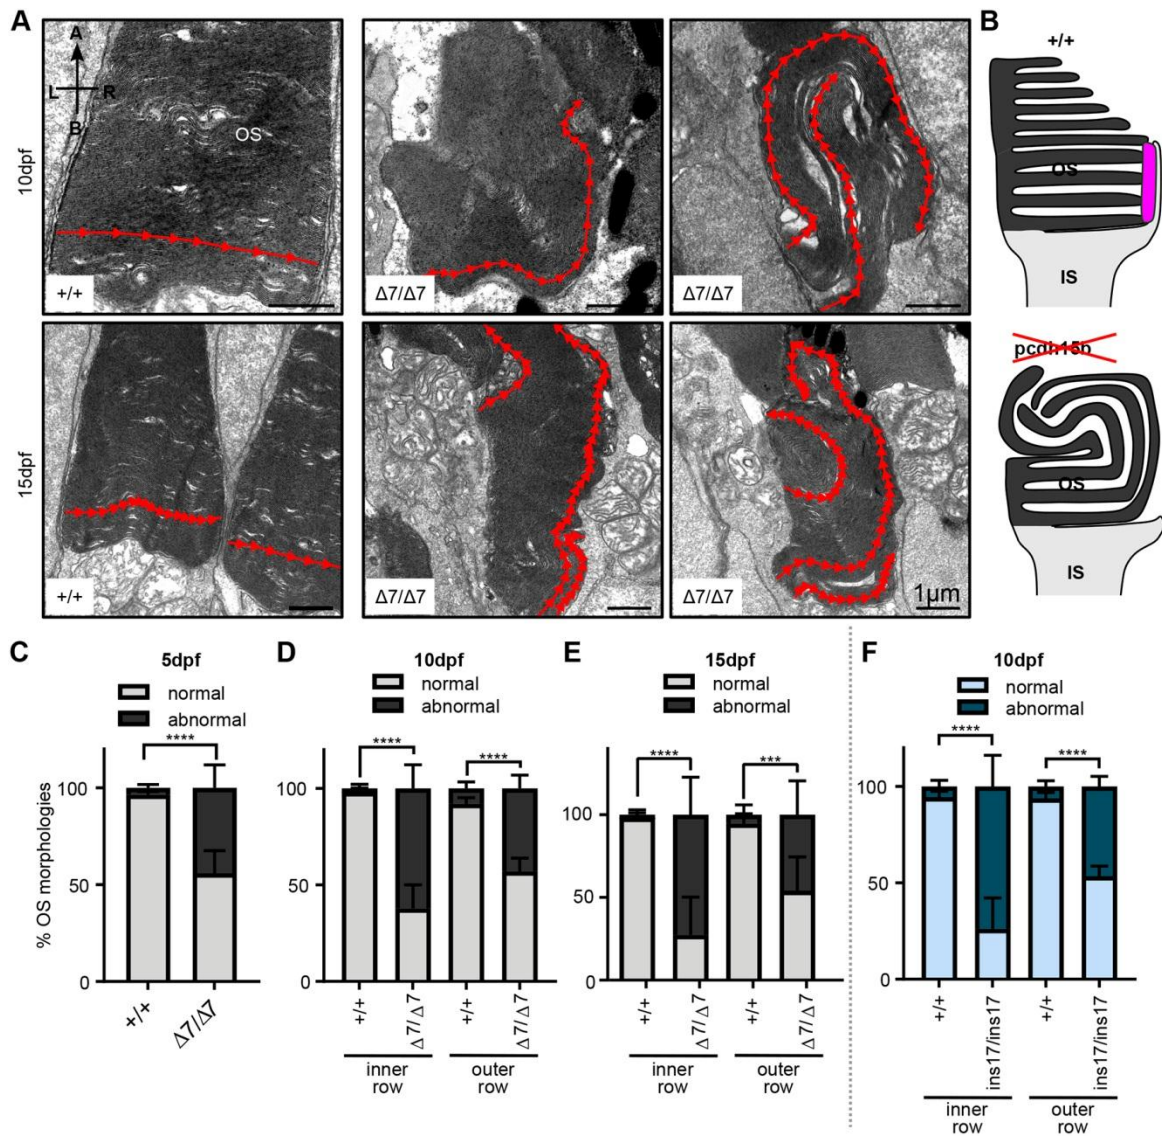 A
B
A
L
R
B
OS
10dpf
+/+
Δ7/Δ7
Δ7/Δ7
+/+
OS
IS
15dpf
+/+
Δ7/Δ7
Δ7/Δ7
1μm
pcdh15b
OS
IS
C
5dpf
normal
abnormal
****
% OS morphologies
100
50
0
+/+
Δ7/Δ7
D
10dpf
normal
abnormal
****
****
100
50
0
+/+
Δ7/Δ7
+/+
Δ7/Δ7
inner
row
outer
row
E
15dpf
normal
abnormal
****
***
100
50
0
+/+
Δ7/Δ7
+/+
Δ7/Δ7
inner
row
outer
row
F
10dpf
normal
abnormal
****
****
100
50
0
+/+
ins17/ins17
+/+
ins17/ins17
inner
row
outer
row